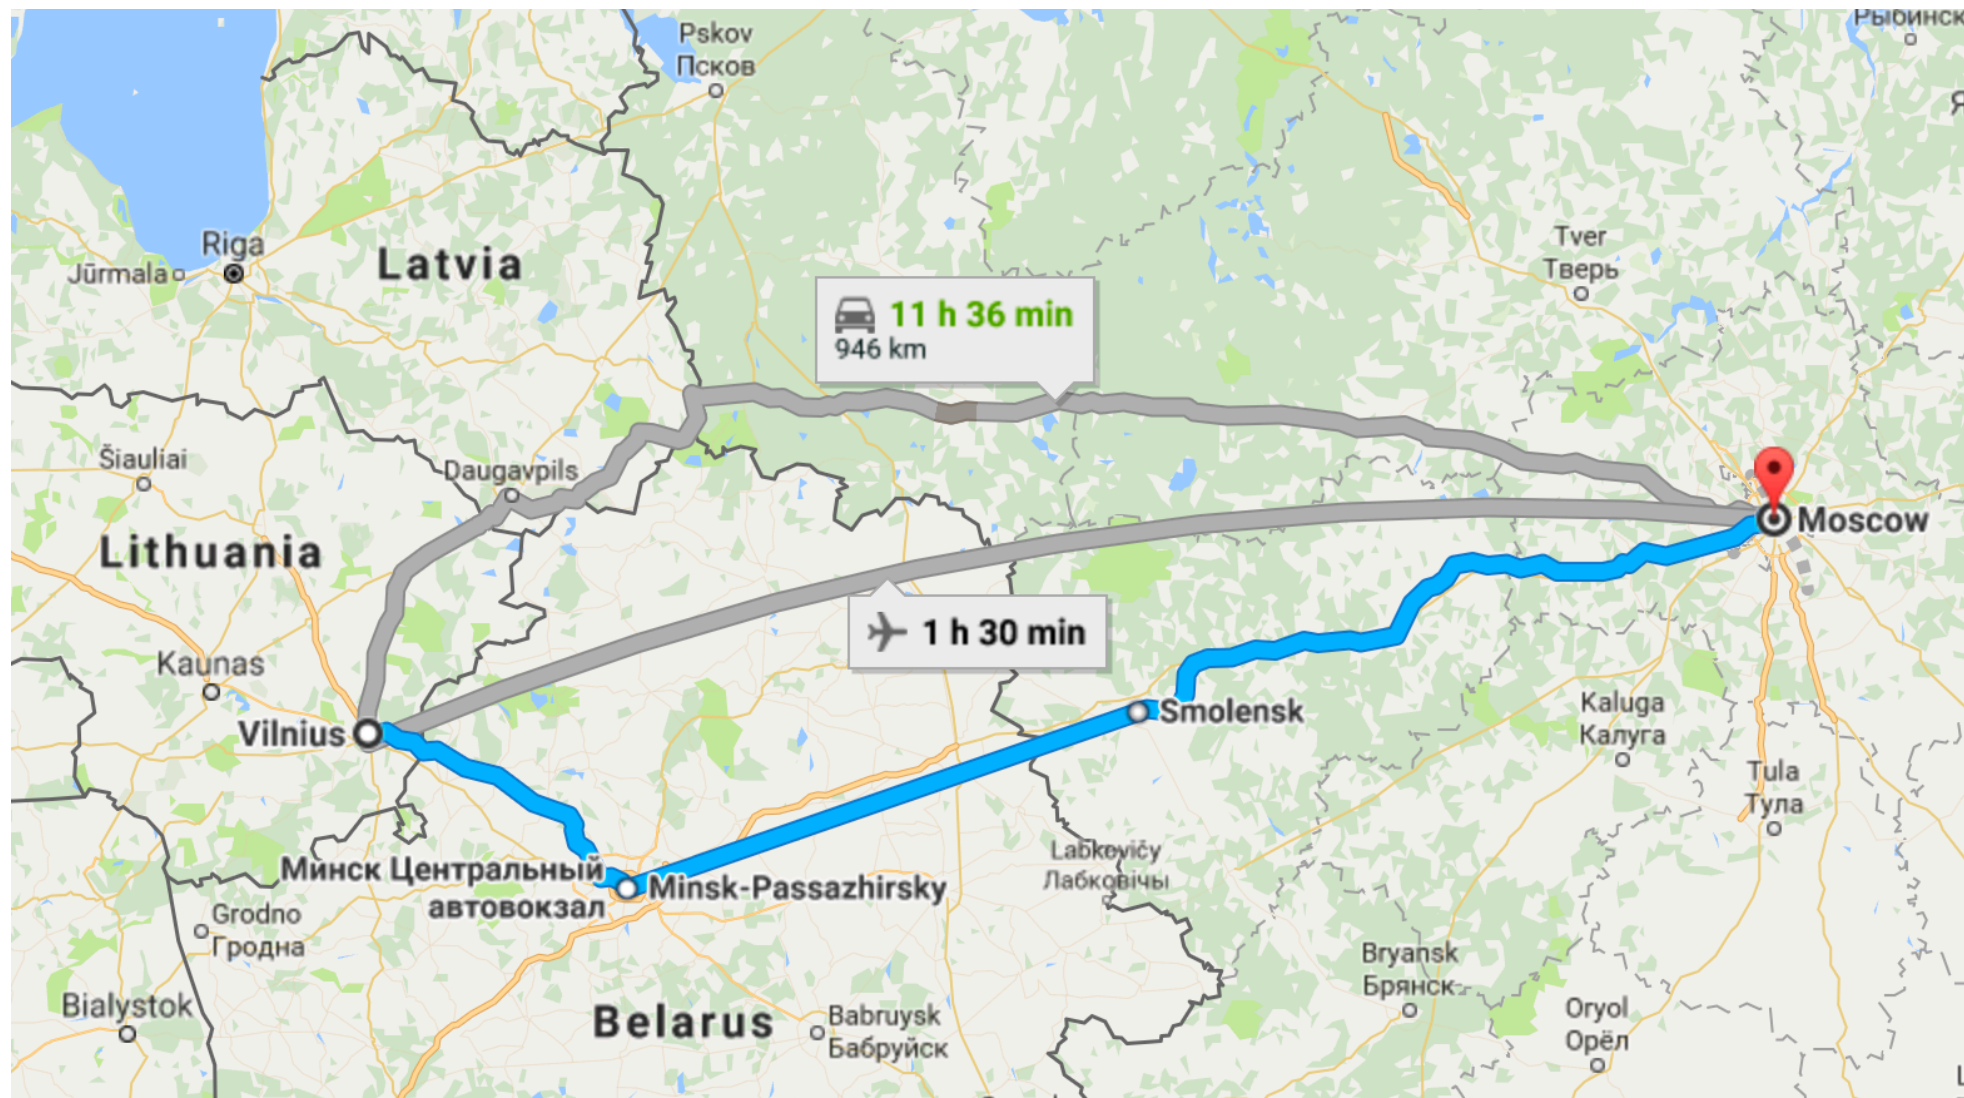 Pskov
Псков
Riga
Jūrmala
Latvia
11 h 36 min
946 km
Tver
Тверь
Šiauliai
Daugavpils
Lithuania
Moscow
1 h 30 min
Kaunas
Vilnius
Smolensk
Kaluga
Калуга
Tula
Тула
Минск Центральный
автовокзал
Minsk-Passazhirsky
Labkovičy
Лабковічы
Grodno
Гродна
Bryansk
Брянск
Bialystok
Belarus
Babruysk
Бабруйск
Oryol
Орёл